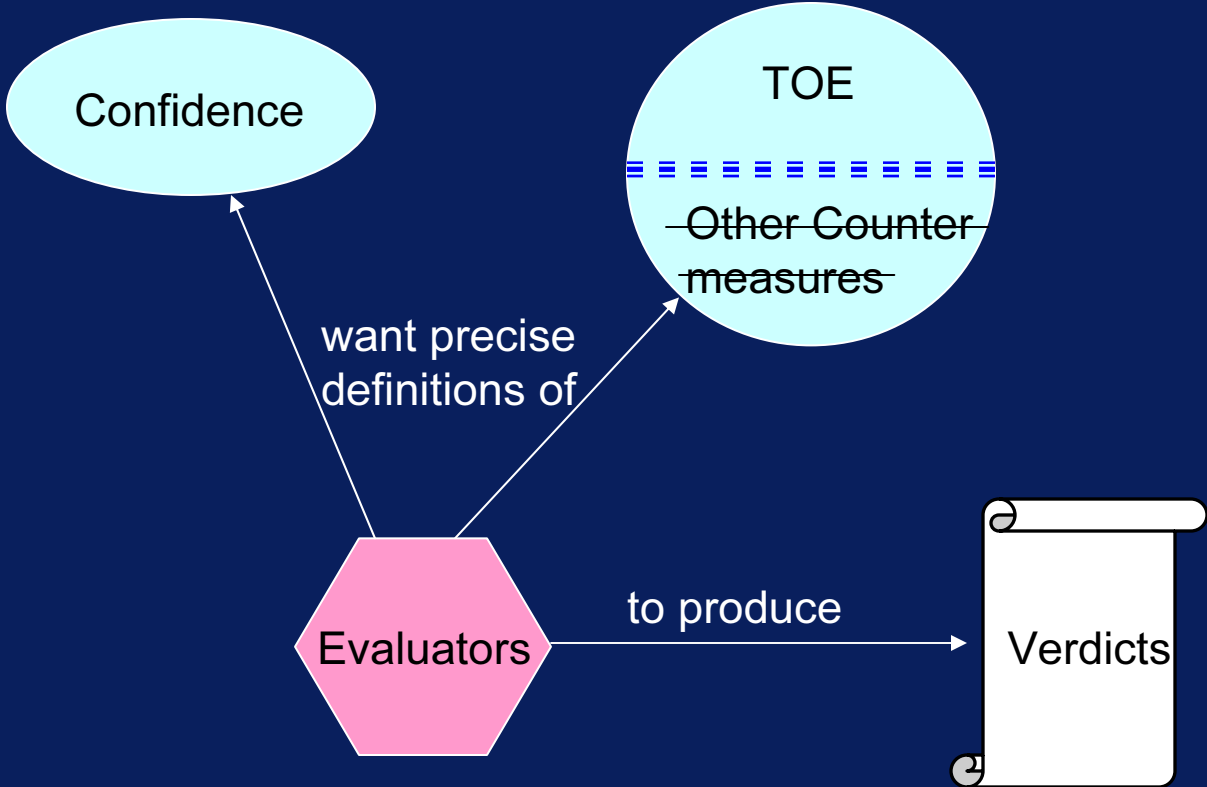 Confidence
TOE
Other Counter
measures
want precise
definitions of
to produce
Evaluators
Verdicts